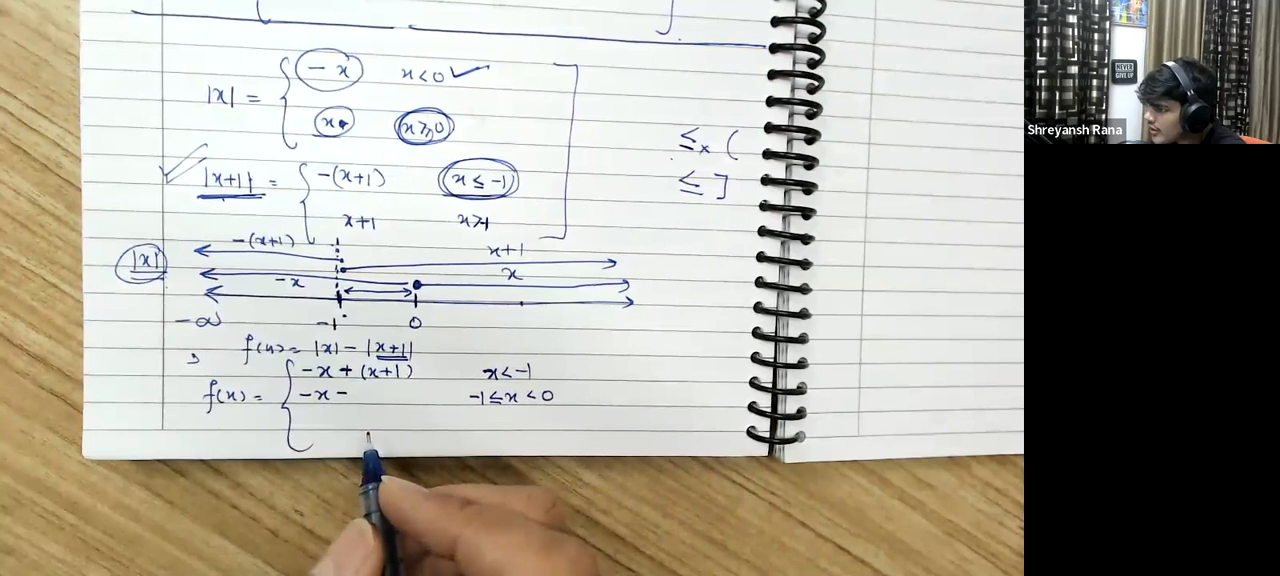 |x| = { -x x<0 ✓
x x≥0
|x+1| = { -(x+1) x≤-1
x+1 x>-1
≤x (
≤ ]
|x|
-(x+1) x+1
-x x
-∞ -1 0
, f(x) = |x| - |x+1|
f(x) = { -x + (x+1) x<-1
-x - -1≤x<0
NEVER GIVE UP
Shreyansh Rana